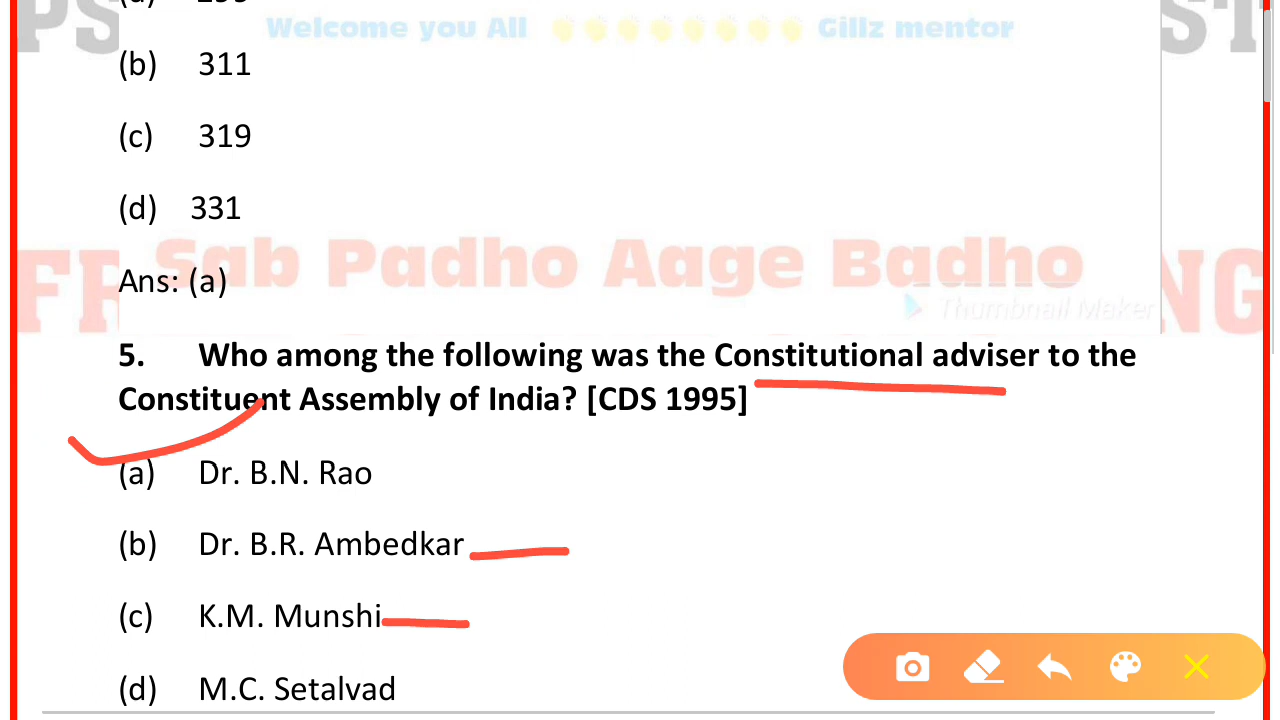 Welcome you All Gillz mentor
(b) 311
(c) 319
(d) 331
Sab Padho Aage Badho
Ans: (a)
Thumbnail Maker
5. Who among the following was the Constitutional adviser to the
Constituent Assembly of India? [CDS 1995]
(a) Dr. B.N. Rao
(b) Dr. B.R. Ambedkar
(c) K.M. Munshi
(d) M.C. Setalvad